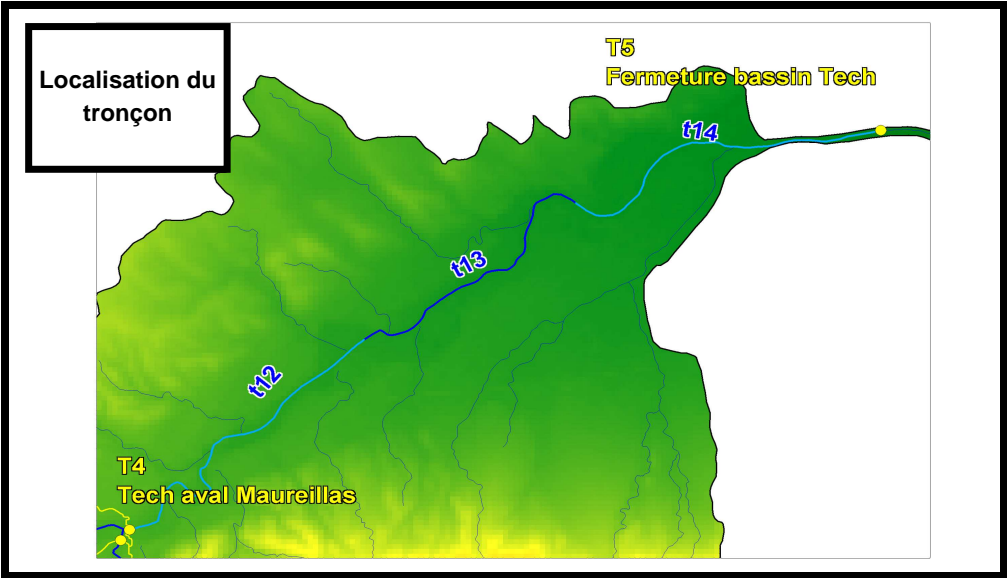 Localisation du
tronçon
T5
Fermeture bassin Tech
t14
t13
t12
T4
Tech aval Maureillas